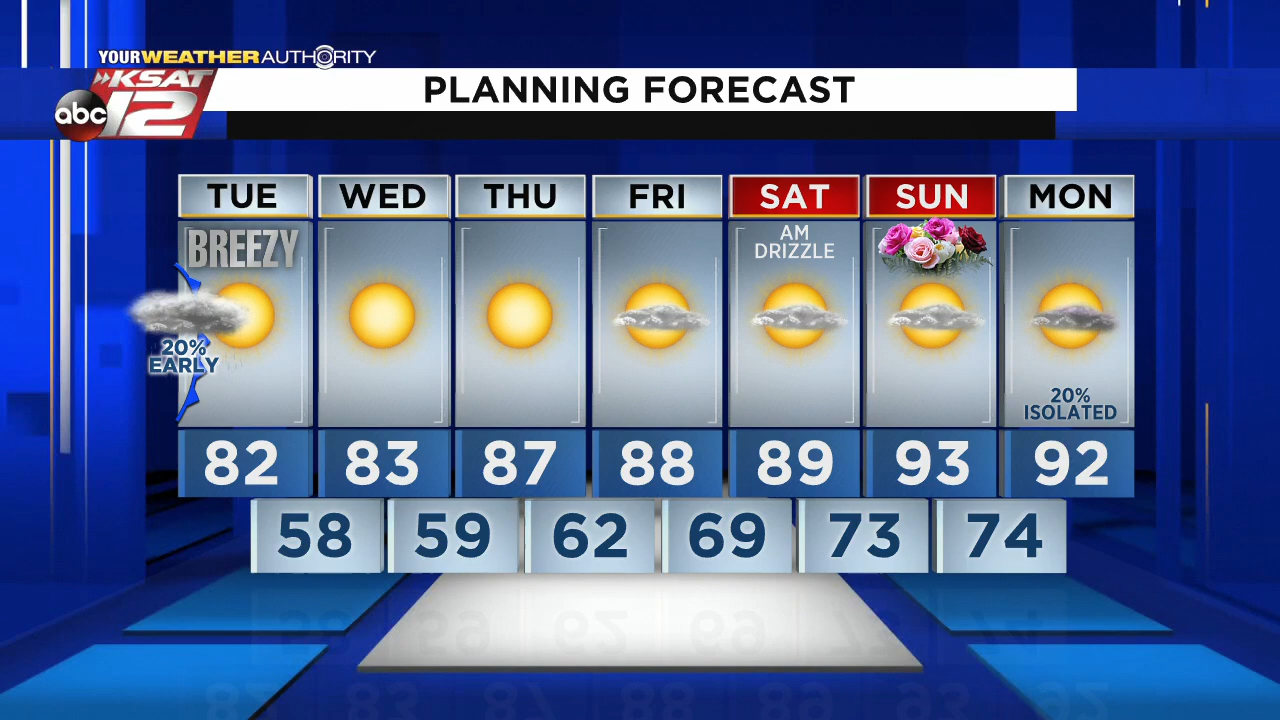 YOURWEATHERAUTHORITY
KSAT
abc 12
PLANNING FORECAST
TUE WED THU FRI SAT SUN MON
BREEZY
AM
DRIZZLE
20%
EARLY
20%
ISOLATED
82 83 87 88 89 93 92
58 59 62 69 73 74